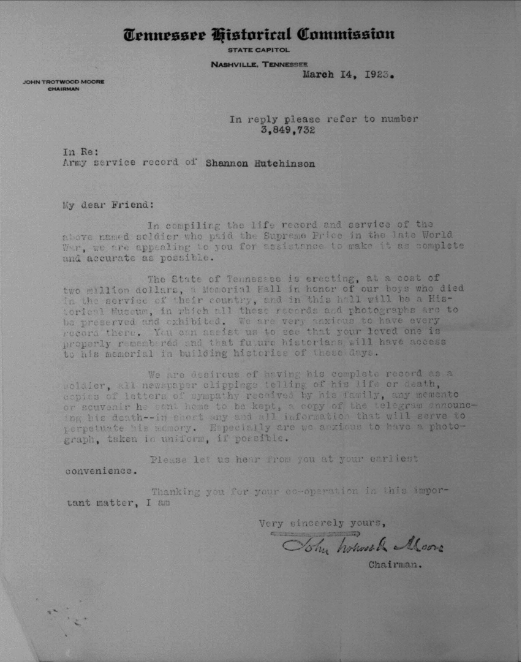 Tennessee Historical Commission
STATE CAPITOL
NASHVILLE, TENNESSEE
JOHN TROTWOOD MOORE
CHAIRMAN
March 14, 1923.
In reply please refer to number
3,849,732
In Re:
Army service record of Shannon Hutchinson
My dear Friend:
In compiling the life record and service of the
above named soldier who paid the Supreme Price in the late World
War, we are appealing to you for assistance to make it as complete
and accurate as possible.
The State of Tennessee is erecting, at a cost of
two million dollars, a Memorial Hall in honor of our boys who died
in the service of their country, and in this hall will be a His-
torical Museum, in which all these records and photographs are to
be preserved and exhibited. We are very anxious to have every
record there. You can assist us to see that your loved one is
properly remembered and that future historians will have access
to his memorial in building histories of these days.
We are desirous of having his complete record as a
soldier, all newspaper clippings telling of his life or death,
copies of letters of sympathy received by his family, any memento
or souvenir he sent home to be kept, a copy of the telegram announc-
ing his death--in short any and all information that will serve to
perpetuate his memory. Especially are we anxious to have a photo-
graph, taken in uniform, if possible.
Please let us hear from you at your earliest
convenience.
Thanking you for your co-operation in this impor-
tant matter, I am
Very sincerely yours,
John Trotwood Moore
Chairman.